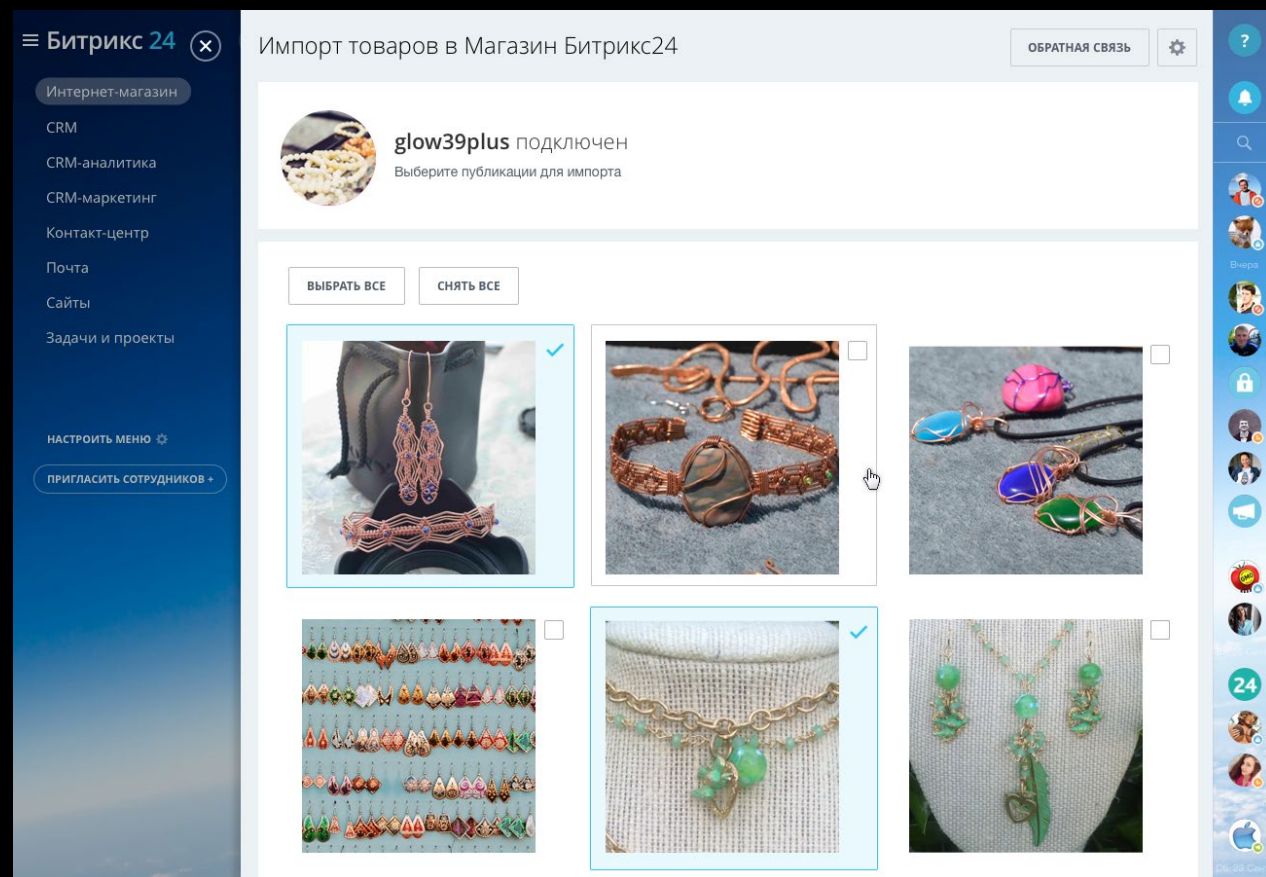 Битрикс 24
Интернет-магазин
CRM
CRM-аналитика
CRM-маркетинг
Контакт-центр
Почта
Сайты
Задачи и проекты
НАСТРОИТЬ МЕНЮ
ПРИГЛАСИТЬ СОТРУДНИКОВ +
Импорт товаров в Магазин Битрикс24
ОБРАТНАЯ СВЯЗЬ
glow39plus подключен
Выберите публикации для импорта
ВЫБРАТЬ ВСЕ
СНЯТЬ ВСЕ
?
Вчера
24